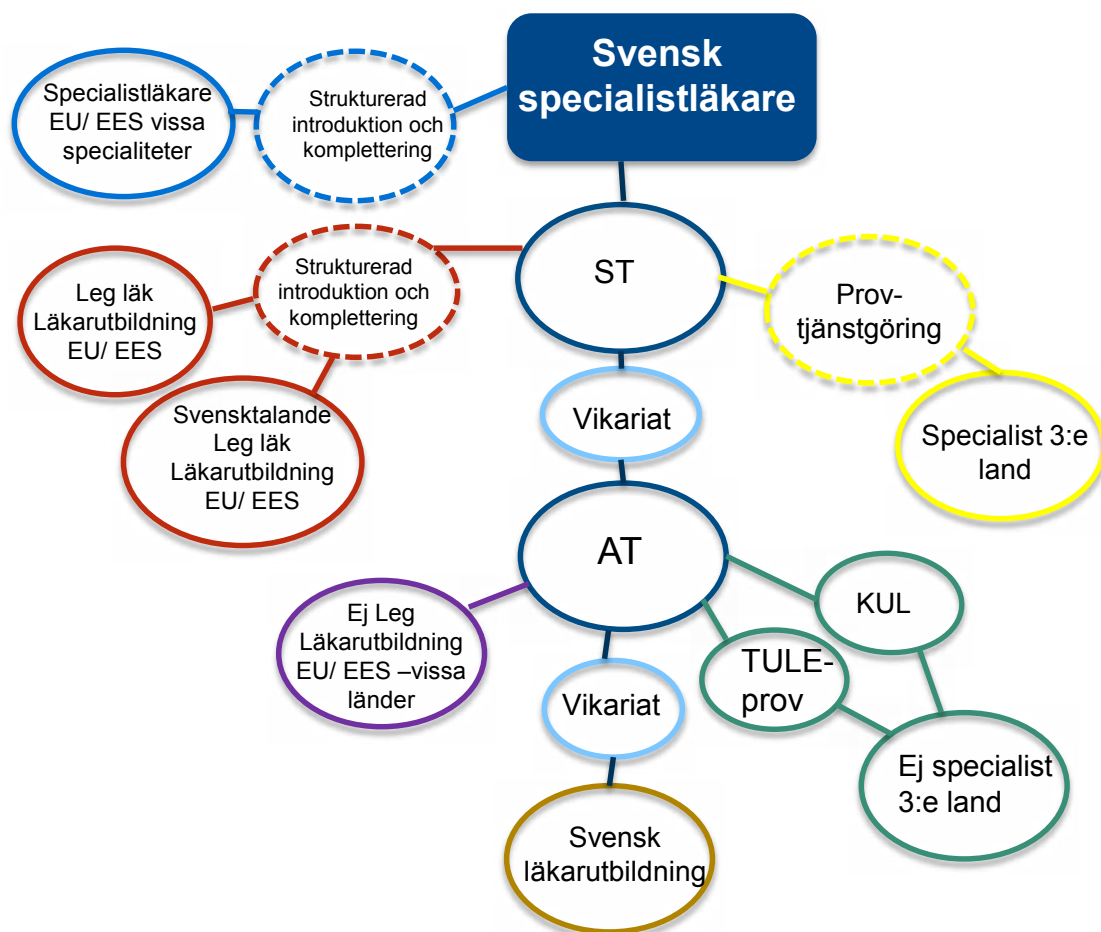 Svensk
specialistläkare
Specialistläkare
EU/ EES vissa
specialiteter
Strukturerad
introduktion och
komplettering
ST
Strukturerad
introduktion och
komplettering
Leg läk
Läkarutbildning
EU/ EES
Svensktalande
Leg läk
Läkarutbildning
EU/ EES
Prov-
tjänstgöring
Specialist 3:e
land
Vikariat
AT
Ej Leg
Läkarutbildning
EU/ EES –vissa
länder
KUL
TULE-
prov
Ej specialist
3:e land
Vikariat
Svensk
läkarutbildning